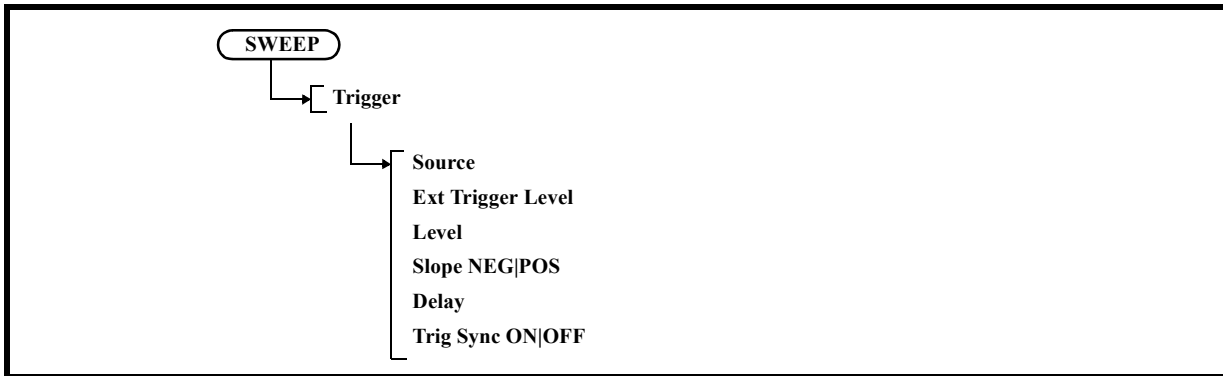 SWEEP
Trigger
Source
Ext Trigger Level
Level
Slope NEG|POS
Delay
Trig Sync ON|OFF